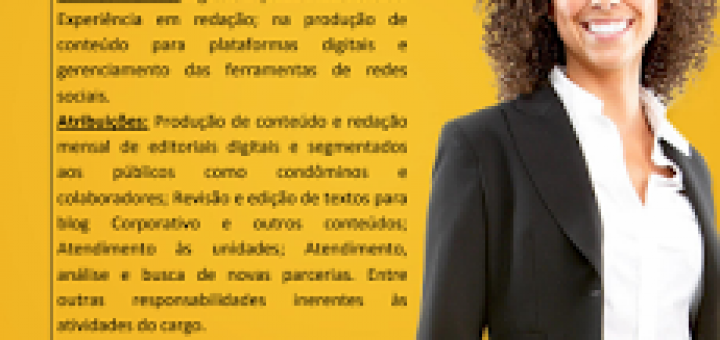 Experiência em redação; na produção de
conteúdo para plataformas digitais e
gerenciamento das ferramentas de redes
sociais.
Atribuições: Produção de conteúdo e redação
mensal de editoriais digitais e segmentados
aos públicos como condôminos e
colaboradores; Revisão e edição de textos para
blog Corporativo e outros conteúdos;
Atendimento às unidades; Atendimento,
análise e busca de novas parcerias. Entre
outras responsabilidades inerentes às
atividades do cargo.